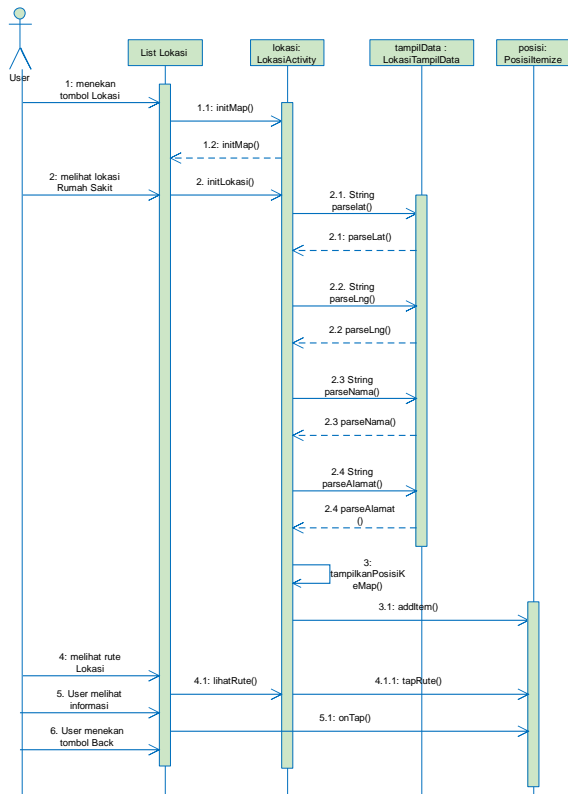 User
List Lokasi
lokasi:
LokasiActivity
tampilData :
LokasiTampilData
posisi:
PosisiItemize
1: menekan
tombol Lokasi
1.1: initMap()
1.2: initMap()
2: melihat lokasi
Rumah Sakit
2. initLokasi()
2.1. String
parselat()
2.1: parseLat()
2.2. String
parseLng()
2.2 parseLng()
2.3 String
parseNama()
2.3 parseNama()
2.4 String
parseAlamat()
2.4 parseAlamat
()
3:
tampilkanPosisiK
eMap()
3.1: addItem()
4: melihat rute
Lokasi
4.1: lihatRute()
4.1.1: tapRute()
5. User melihat
informasi
5.1: onTap()
6. User menekan
tombol Back